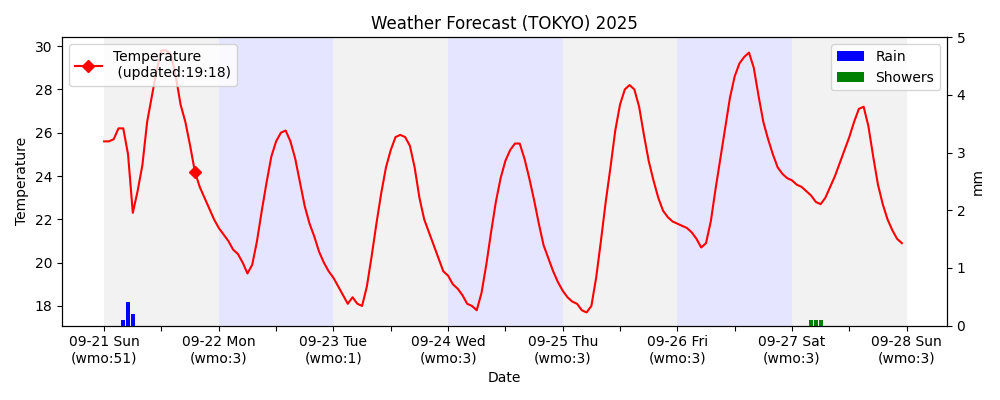 Weather Forecast (TOKYO) 2025
Temperature
(updated:19:18)
Rain
Showers
30
28
26
24
22
20
18
Temperature
5
4
3
2
1
0
mm
09-21 Sun
(wmo:51)
09-22 Mon
(wmo:3)
09-23 Tue
(wmo:1)
09-24 Wed
(wmo:3)
09-25 Thu
(wmo:3)
09-26 Fri
(wmo:3)
09-27 Sat
(wmo:3)
09-28 Sun
(wmo:3)
Date